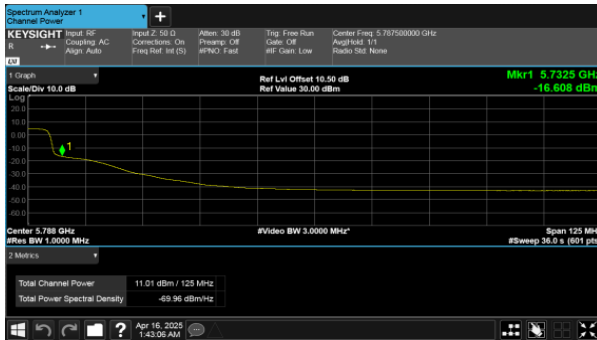 Spectrum Analyzer 1
Channel Power
+
KEYSIGHT Input: RF Input Z: 50 Ω Atten: 30 dB Trig: Free Run Center Freq: 5.787500000 GHz
R Coupling: AC Corrections: On Preamp: Off Gate: Off Avg|Hold: 1/1
Align: Auto Freq Ref: Int (S) #PNO: Fast #IF Gain: Low Radio Std: None
LXI
1 Graph Ref Lvl Offset 10.50 dB Mkr1 5.7325 GHz
Scale/Div 10.0 dB Ref Value 30.00 dBm -16.608 dBm
Log
20.0
10.0
0.00
-10.0
1
-20.0
-30.0
-40.0
-50.0
-60.0
Center 5.788 GHz #Video BW 3.0000 MHz* Span 125 MH
#Res BW 1.0000 MHz #Sweep 36.0 s (601 pts
2 Metrics
Total Channel Power 11.01 dBm / 125 MHz
Total Power Spectral Density -69.96 dBm/Hz
? Apr 16, 2025
1:43:06 AM